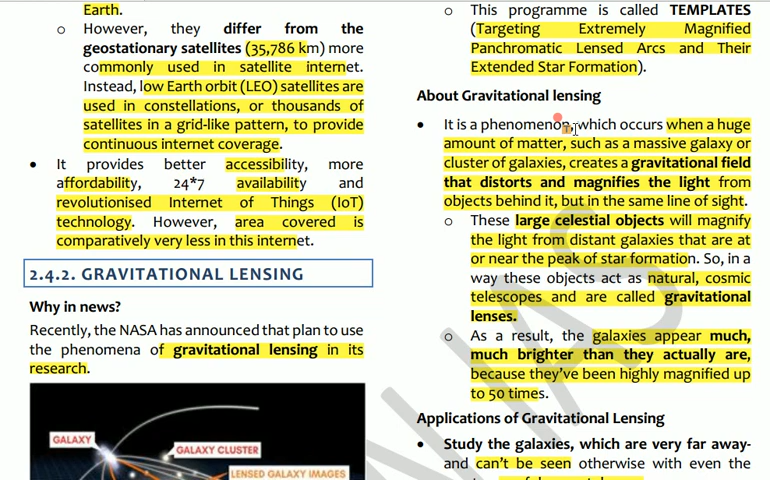 Earth.
o However, they differ from the
geostationary satellites (35,786 km) more
commonly used in satellite internet.
Instead, low Earth orbit (LEO) satellites are
used in constellations, or thousands of
satellites in a grid-like pattern, to provide
continuous internet coverage.
• It provides better accessibility, more
affordability, 24*7 availability and
revolutionised Internet of Things (IoT)
technology. However, area covered is
comparatively very less in this internet.
2.4.2. GRAVITATIONAL LENSING
Why in news?
Recently, the NASA has announced that plan to use
the phenomena of gravitational lensing in its
research.
GALAXY
GALAXY CLUSTER
LENSED GALAXY IMAGES
o This programme is called TEMPLATES
(Targeting Extremely Magnified
Panchromatic Lensed Arcs and Their
Extended Star Formation).
About Gravitational lensing
• It is a phenomenon, which occurs when a huge
amount of matter, such as a massive galaxy or
cluster of galaxies, creates a gravitational field
that distorts and magnifies the light from
objects behind it, but in the same line of sight.
o These large celestial objects will magnify
the light from distant galaxies that are at
or near the peak of star formation. So, in a
way these objects act as natural, cosmic
telescopes and are called gravitational
lenses.
o As a result, the galaxies appear much,
much brighter than they actually are,
because they've been highly magnified up
to 50 times.
Applications of Gravitational Lensing
• Study the galaxies, which are very far away-
and can't be seen otherwise with even the